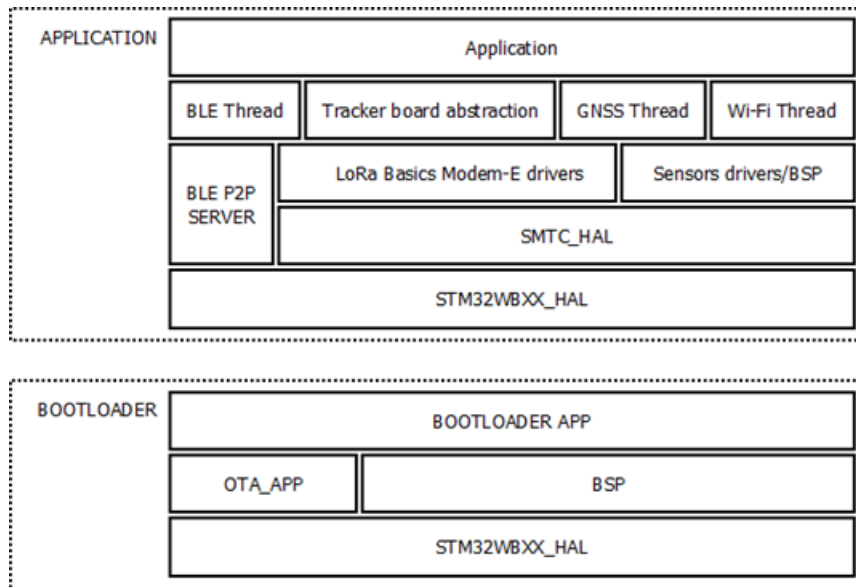 APPLICATION
Application
BLE Thread
Tracker board abstraction
GNSS Thread
Wi-Fi Thread
BLE P2P
SERVER
LoRa Basics Modem-E drivers
Sensors drivers/BSP
SMTC_HAL
STM32WBXX_HAL
BOOTLOADER
BOOTLOADER APP
OTA_APP
BSP
STM32WBXX_HAL